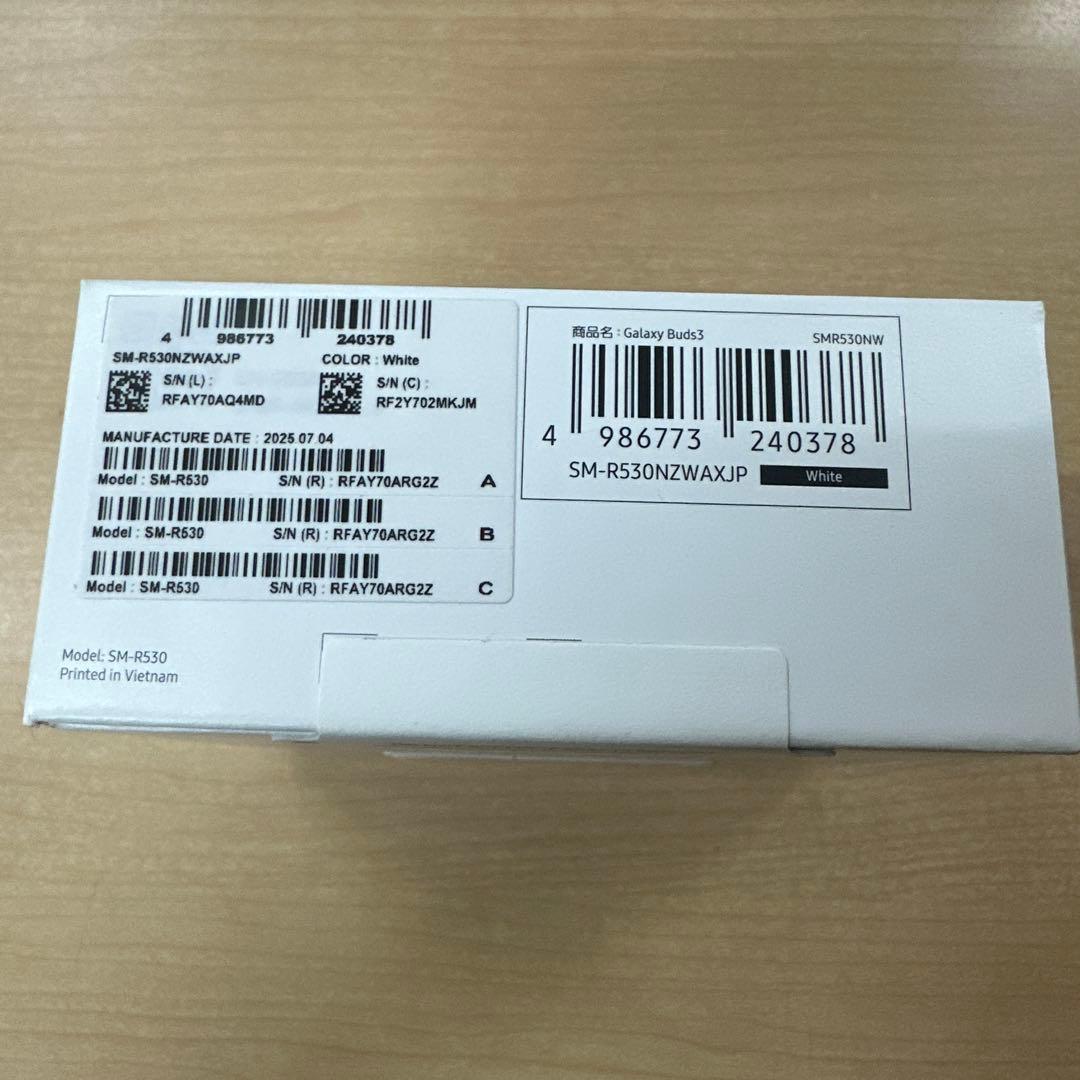 4 986773 240378
SM-R530NZWAXJP COLOR : White
S/N (L) : S/N (C) :
RFAY70AQ4MD RF2Y702MKJM
MANUFACTURE DATE : 2025.07.04
Model : SM-R530 S/N (R) : RFAY70ARG2Z A
Model : SM-R530 S/N (R) : RFAY70ARG2Z B
Model : SM-R530 S/N (R) : RFAY70ARG2Z C
商品名 : Galaxy Buds3 SMR530NW
4 986773 240378
SM-R530NZWAXJP White
Model: SM-R530
Printed in Vietnam